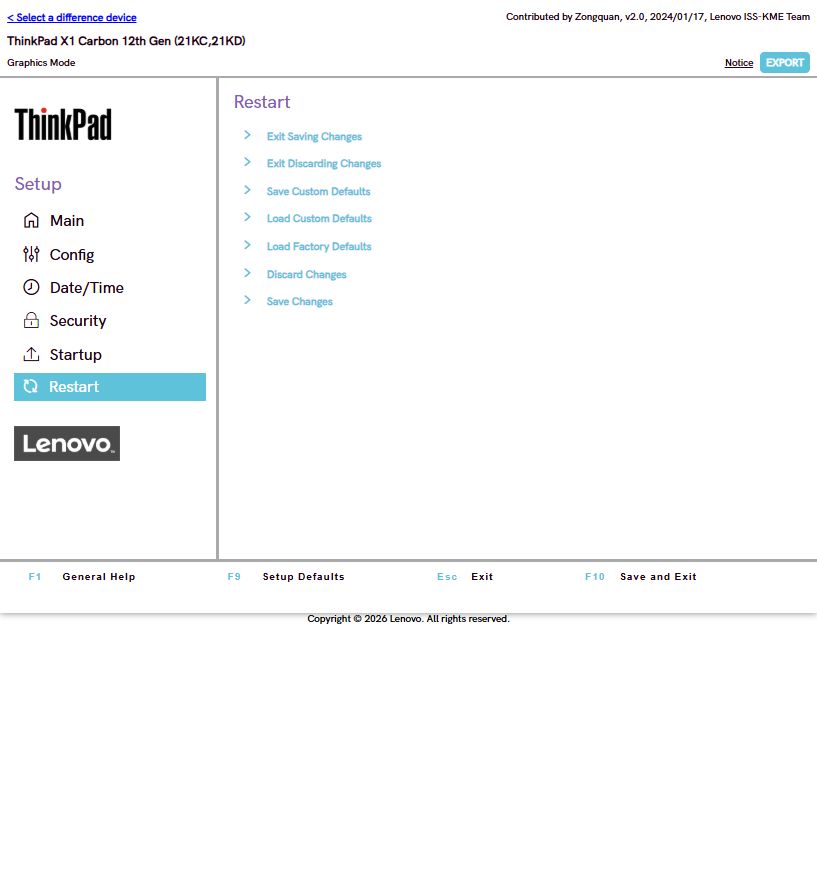 < Select a difference device
Contributed by Zongquan, v2.0, 2024/01/17, Lenovo ISS-KME Team
ThinkPad X1 Carbon 12th Gen (21KC,21KD)
Graphics Mode
Notice EXPORT
ThinkPad
Setup
Main
Config
Date/Time
Security
Startup
Restart
Lenovo™
Restart
Exit Saving Changes
Exit Discarding Changes
Save Custom Defaults
Load Custom Defaults
Load Factory Defaults
Discard Changes
Save Changes
F1 General Help F9 Setup Defaults Esc Exit F10 Save and Exit
Copyright © 2026 Lenovo. All rights reserved.